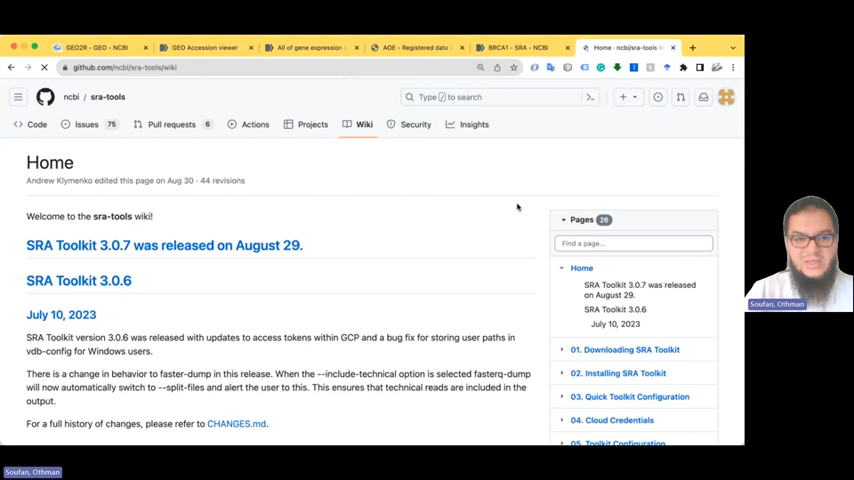 GEO2R - GEO - NCBI
GEO Accession viewer
All of gene expression
AOE - Registered data
BRCA1 - SRA - NCBI
Home · ncbi/sra-tools
github.com/ncbi/sra-tools/wiki
ncbi / sra-tools
Type / to search
Code
Issues 75
Pull requests 6
Actions
Projects
Wiki
Security
Insights
Home
Andrew Klymenko edited this page on Aug 30 · 44 revisions
Welcome to the sra-tools wiki!
SRA Toolkit 3.0.7 was released on August 29.
SRA Toolkit 3.0.6
July 10, 2023
SRA Toolkit version 3.0.6 was released with updates to access tokens within GCP and a bug fix for storing user paths in
vdb-config for Windows users.
There is a change in behavior to faster-dump in this release. When the --include-technical option is selected fasterq-dump
will now automatically switch to --split-files and alert the user to this. This ensures that technical reads are included in the
output.
For a full history of changes, please refer to CHANGES.md.
Pages 26
Find a page...
Home
SRA Toolkit 3.0.7 was released
on August 29.
SRA Toolkit 3.0.6
July 10, 2023
01. Downloading SRA Toolkit
02. Installing SRA Toolkit
03. Quick Toolkit Configuration
04. Cloud Credentials
05. Toolkit Configuration
Soufan, Othman
Soufan, Othman